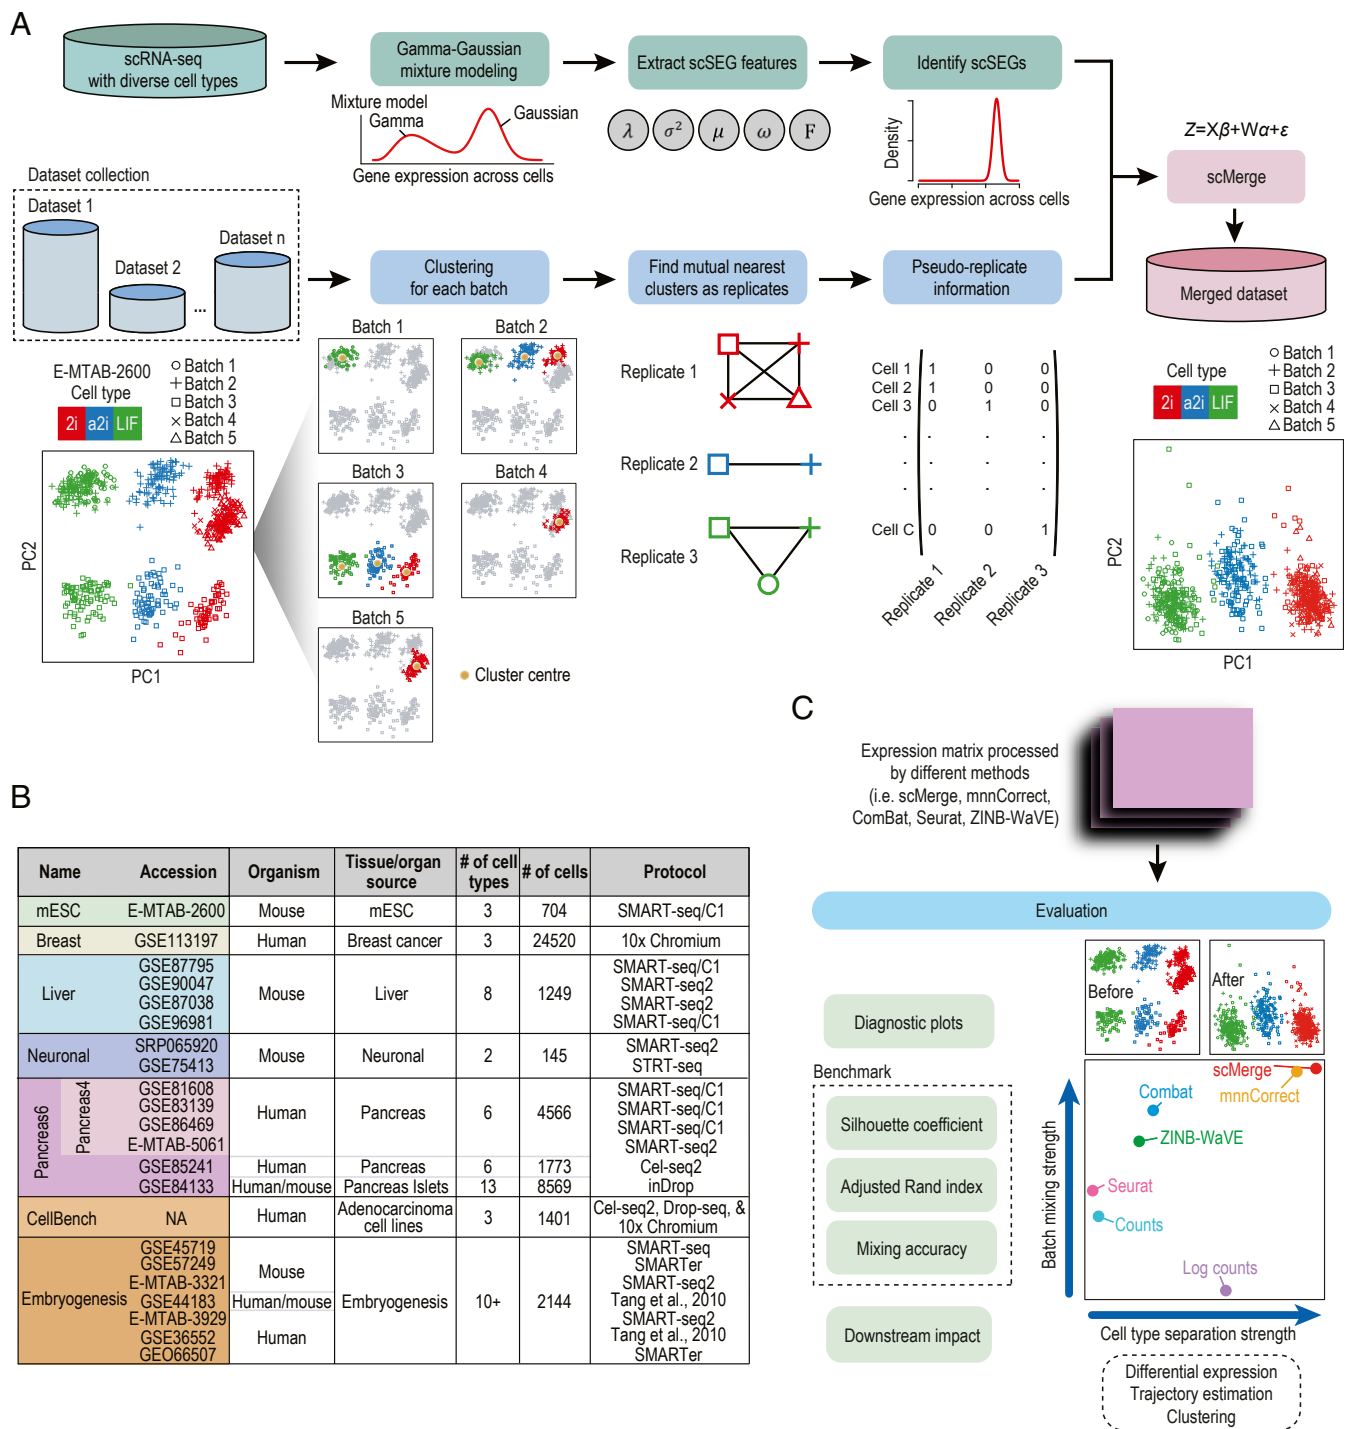 A
scRNA-seq
with diverse cell types
Gamma-Gaussian
mixture modeling
Extract scSEG features
Identify scSEGs
Mixture model
Gamma
Gaussian
Gene expression across cells
λ σ² μ ω F
Density
Gene expression across cells
Z=Xβ+Wα+ε
scMerge
Merged dataset
Dataset collection
Dataset 1
Dataset 2
...
Dataset n
Clustering
for each batch
Find mutual nearest
clusters as replicates
Pseudo-replicate
information
E-MTAB-2600
Cell type
2i a2i LIF
Batch 1
Batch 2
Batch 3
Batch 4
Batch 5
PC2
PC1
Batch 1
Batch 2
Batch 3
Batch 4
Batch 5
Cluster centre
Replicate 1
Replicate 2
Replicate 3
Cell 1 1 0 0
Cell 2 1 0 0
Cell 3 0 1 0
. . .
. . .
. . .
Cell C 0 0 1
Replicate 1
Replicate 2
Replicate 3
Cell type
2i a2i LIF
Batch 1
Batch 2
Batch 3
Batch 4
Batch 5
PC2
PC1
B
Name Accession Organism Tissue/organ source # of cell types # of cells Protocol
mESC E-MTAB-2600 Mouse mESC 3 704 SMART-seq/C1
Breast GSE113197 Human Breast cancer 3 24520 10x Chromium
Liver Mouse Liver 8 1249
GSE87795 SMART-seq/C1
GSE90047 SMART-seq2
GSE87038 SMART-seq2
GSE96981 SMART-seq/C1
Neuronal Mouse Neuronal 2 145
SRP065920 SMART-seq2
GSE75413 STRT-seq
Pancreas6
Pancreas4 Human Pancreas 6 4566
GSE81608 SMART-seq/C1
GSE83139 SMART-seq/C1
GSE86469 SMART-seq/C1
E-MTAB-5061 SMART-seq2
GSE85241 Human Pancreas 6 1773 Cel-seq2
GSE84133 Human/mouse Pancreas Islets 13 8569 inDrop
CellBench NA Human Adenocarcinoma cell lines 3 1401 Cel-seq2, Drop-seq, & 10x Chromium
Embryogenesis Embryogenesis 10+ 2144
Mouse
GSE45719 SMART-seq
GSE57249 SMARTer
E-MTAB-3321 SMART-seq2
GSE44183 Human/mouse Tang et al., 2010
Human
E-MTAB-3929 SMART-seq2
GSE36552 Tang et al., 2010
GEO66507 SMARTer
C
Expression matrix processed
by different methods
(i.e. scMerge, mnnCorrect,
ComBat, Seurat, ZINB-WaVE)
Evaluation
Diagnostic plots
Before
After
Benchmark
Silhouette coefficient
Adjusted Rand index
Mixing accuracy
Downstream impact
Batch mixing strength
scMerge
mnnCorrect
Combat
ZINB-WaVE
Seurat
Counts
Log counts
Cell type separation strength
Differential expression
Trajectory estimation
Clustering